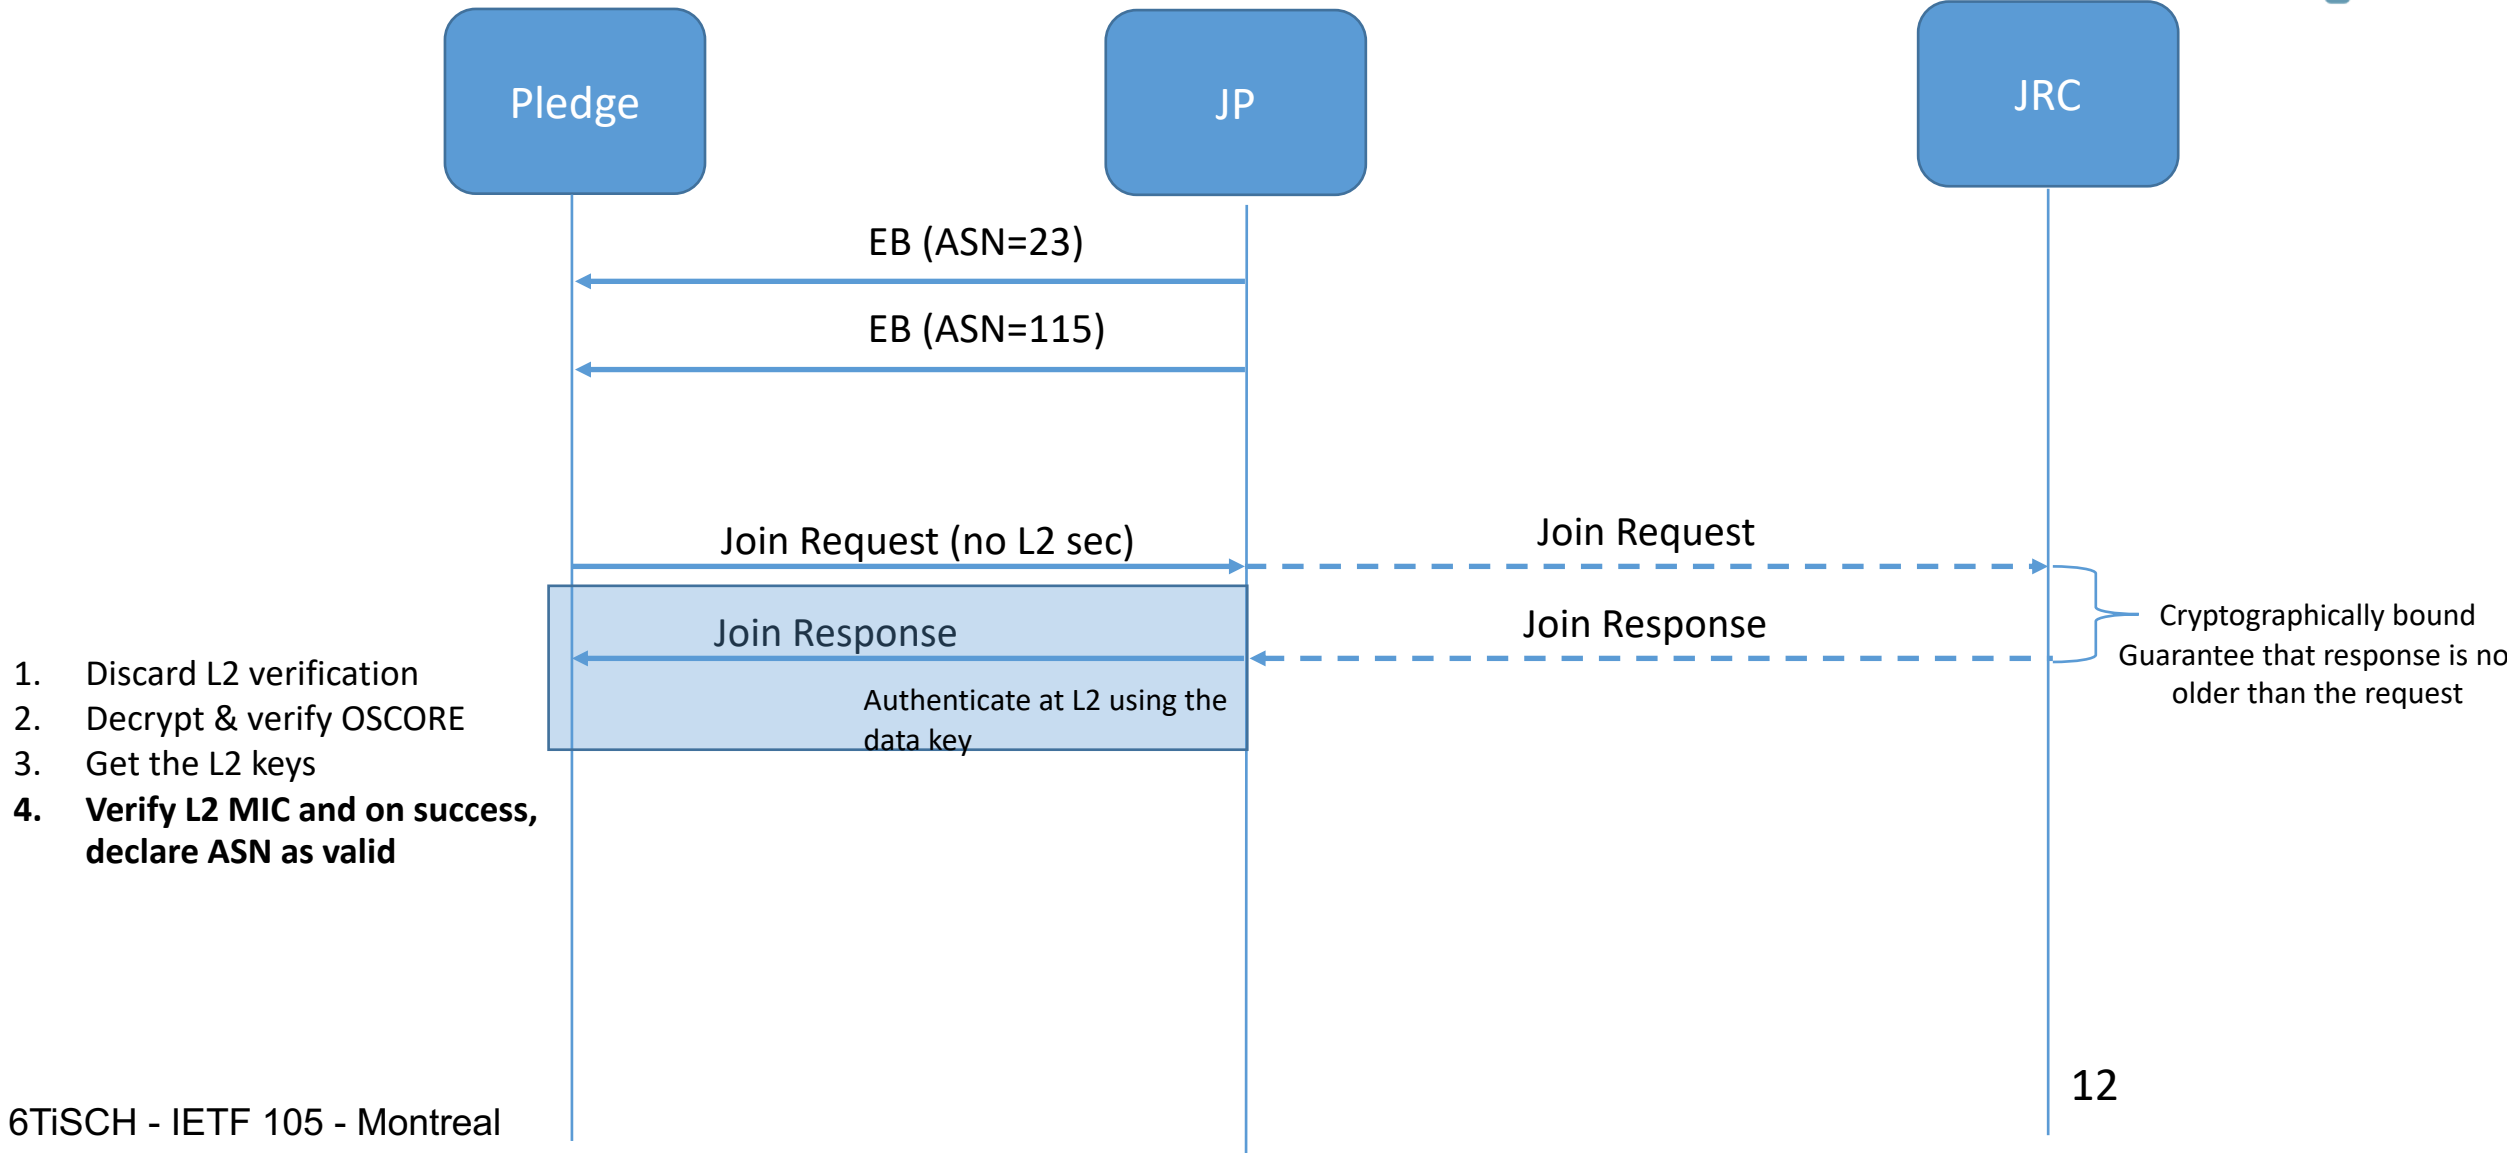 Pledge
JP
JRC
EB (ASN=23)
EB (ASN=115)
Join Request (no L2 sec)
Join Request
Join Response
Join Response
Authenticate at L2 using the
data key
Cryptographically bound
Guarantee that response is no
older than the request
1. Discard L2 verification
2. Decrypt & verify OSCORE
3. Get the L2 keys
4. Verify L2 MIC and on success,
declare ASN as valid
12
6TiSCH - IETF 105 - Montreal